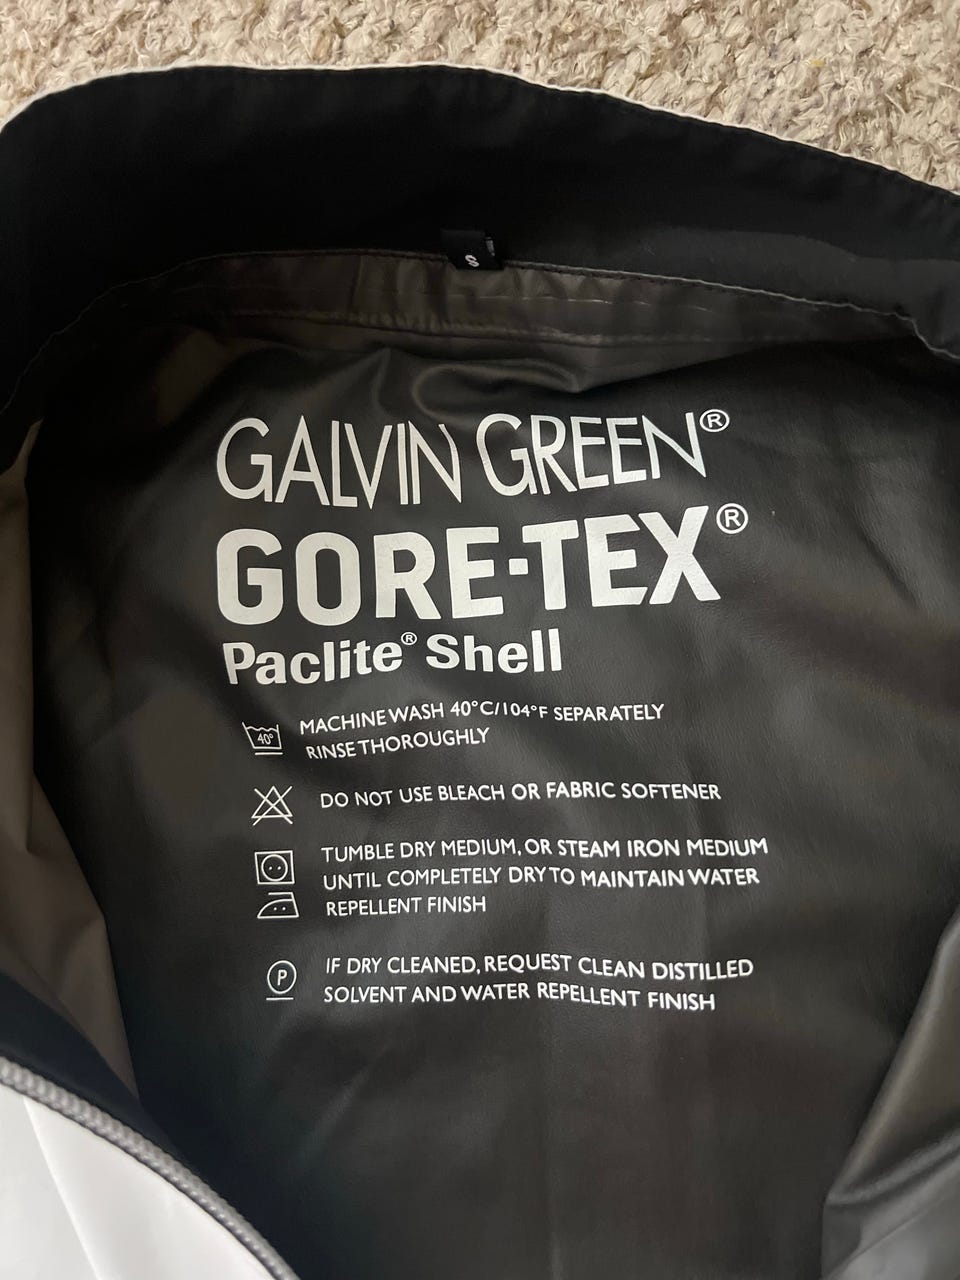 S
GALVIN GREEN®
GORE-TEX®
Paclite® Shell
40°
MACHINE WASH 40°C/104°F SEPARATELY
RINSE THOROUGHLY
DO NOT USE BLEACH OR FABRIC SOFTENER
TUMBLE DRY MEDIUM, OR STEAM IRON MEDIUM
UNTIL COMPLETELY DRY TO MAINTAIN WATER
REPELLENT FINISH
P
IF DRY CLEANED, REQUEST CLEAN DISTILLED
SOLVENT AND WATER REPELLENT FINISH